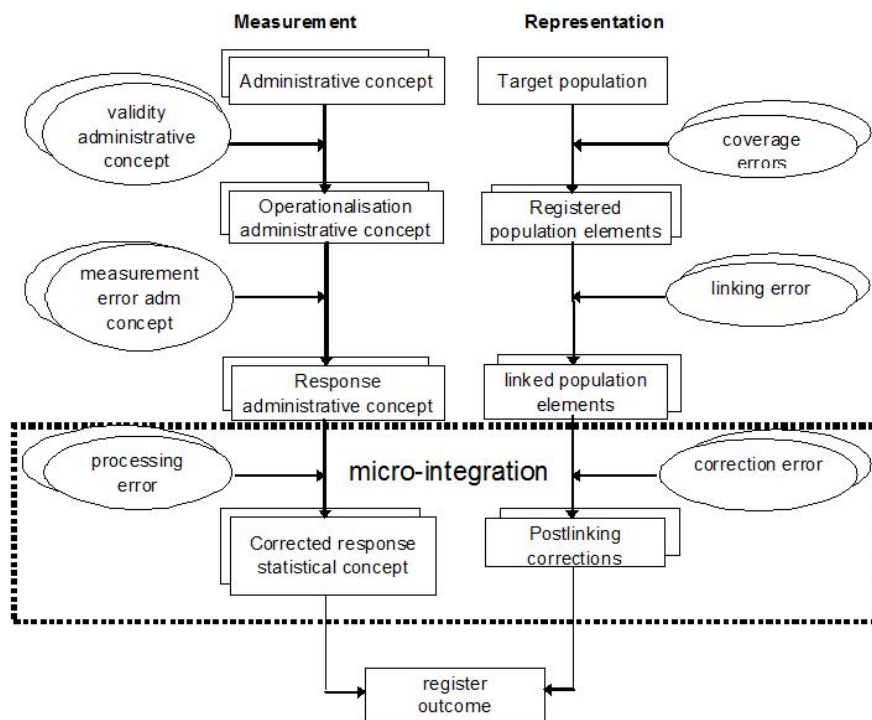 Measurement
Representation
Administrative concept
Target population
validity
administrative
concept
coverage
errors
Operationalisation
administrative concept
Registered
population elements
measurement
error adm
concept
linking error
Response
administrative concept
linked population
elements
processing
error
micro-integration
correction error
Corrected response
statistical concept
Postlinking
corrections
register
outcome